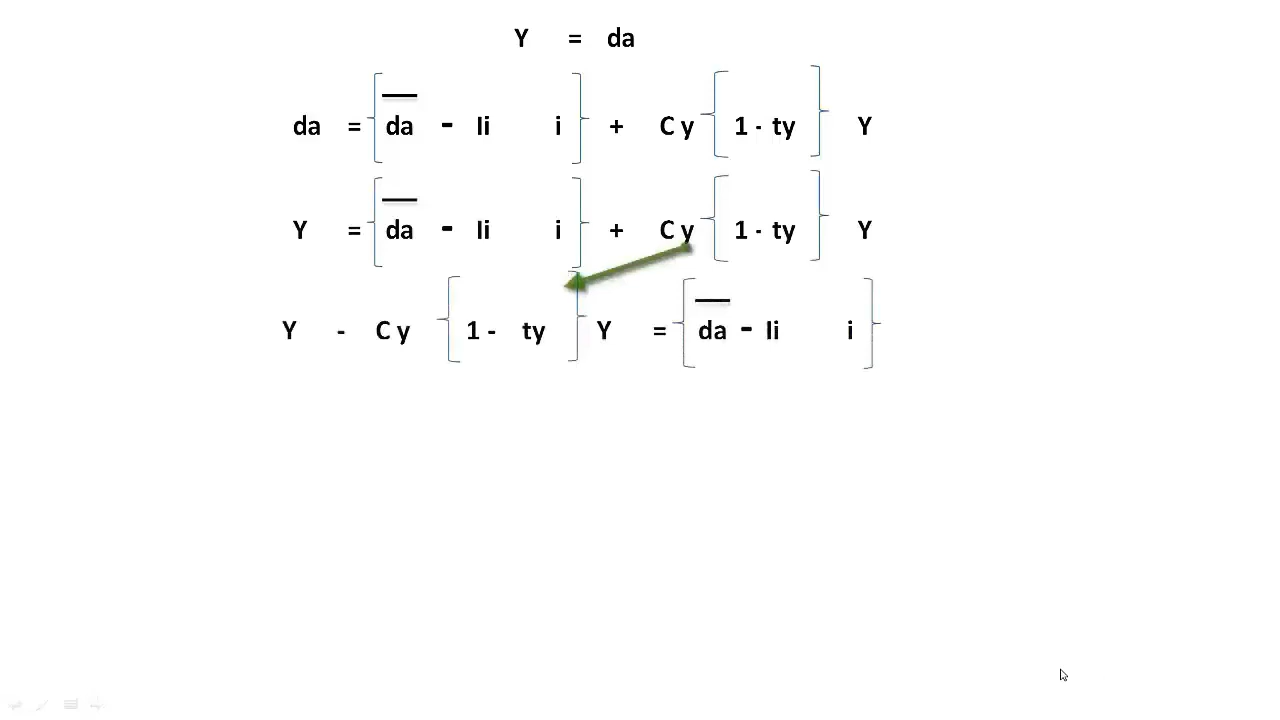 Y = da
da = { da - Ii i } + C y { 1 - ty } Y
Y = { da - Ii i } + C y { 1 - ty } Y
Y - C y { 1 - ty } Y = { da - Ii i }